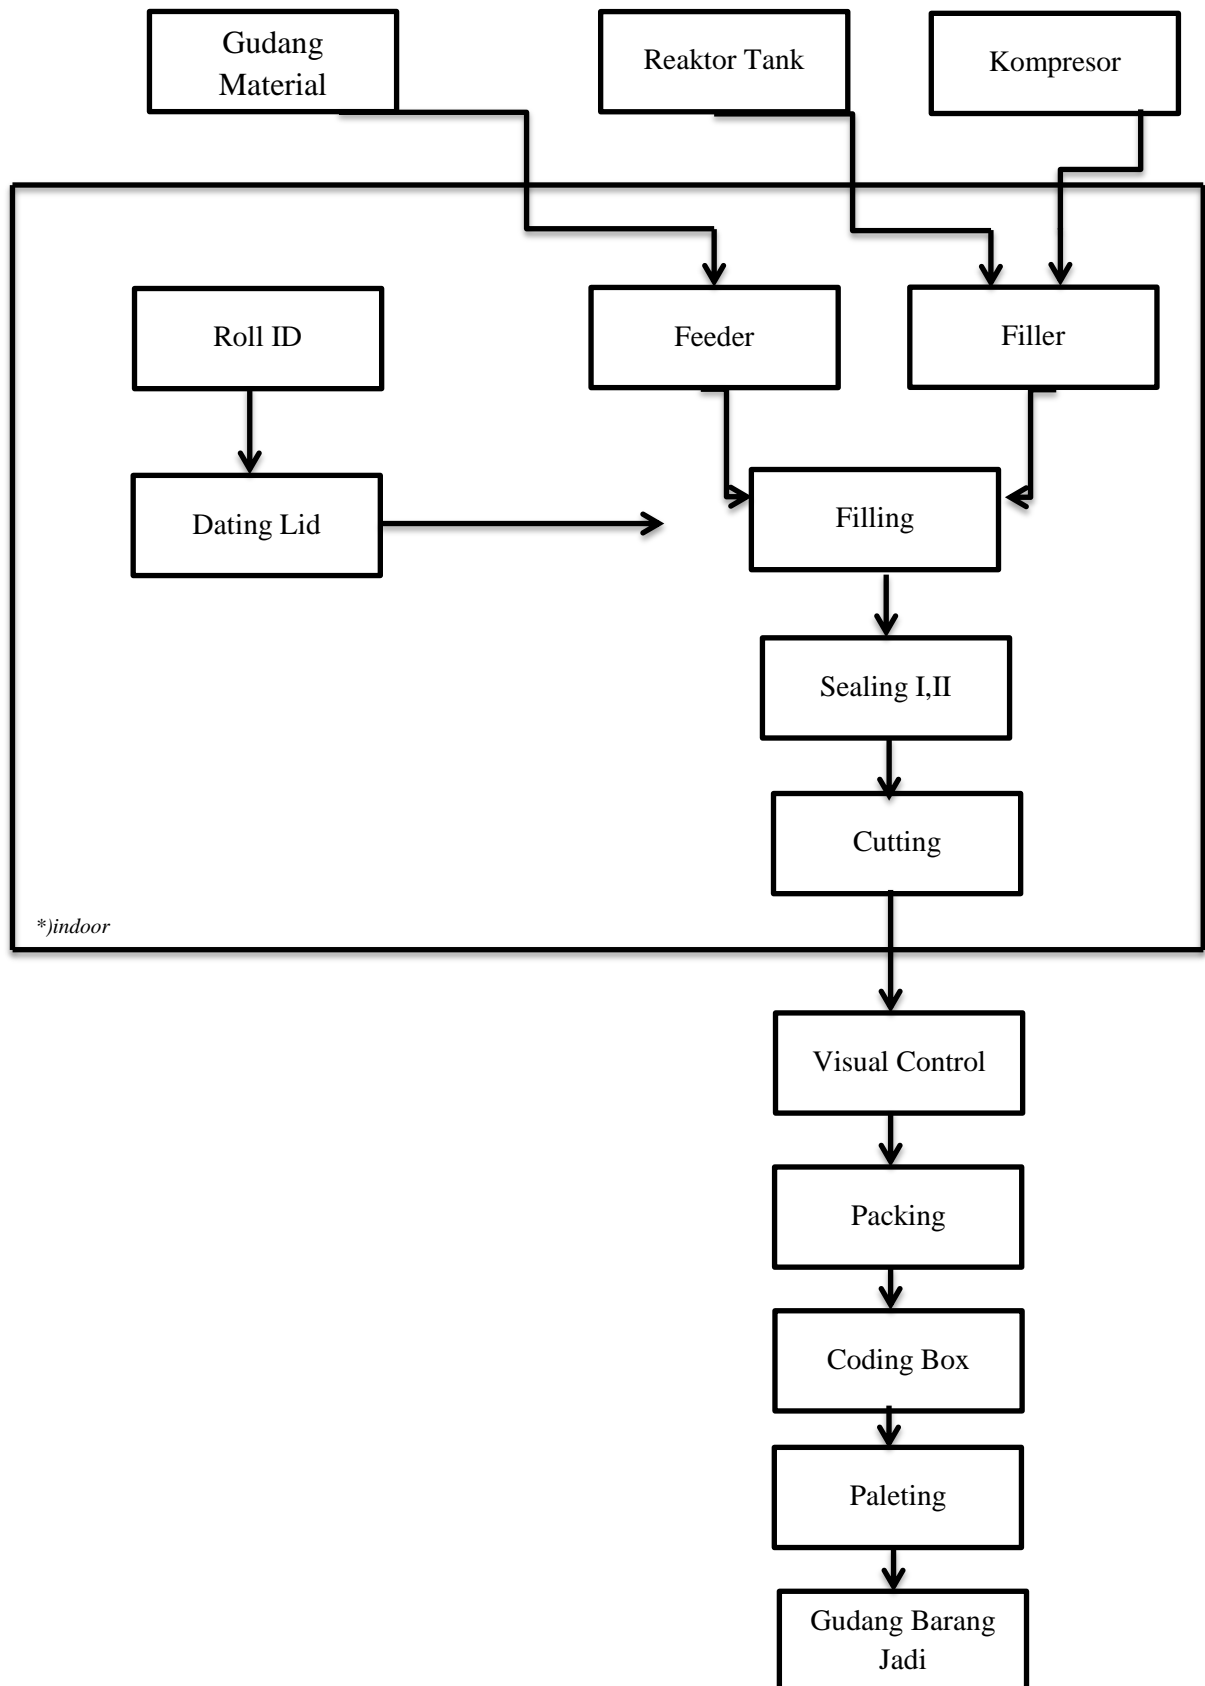 Gudang
Material
Reaktor Tank
Kompresor
Roll ID
Feeder
Filler
Dating Lid
Filling
Sealing I,II
Cutting
*)indoor
Visual Control
Packing
Coding Box
Paleting
Gudang Barang
Jadi